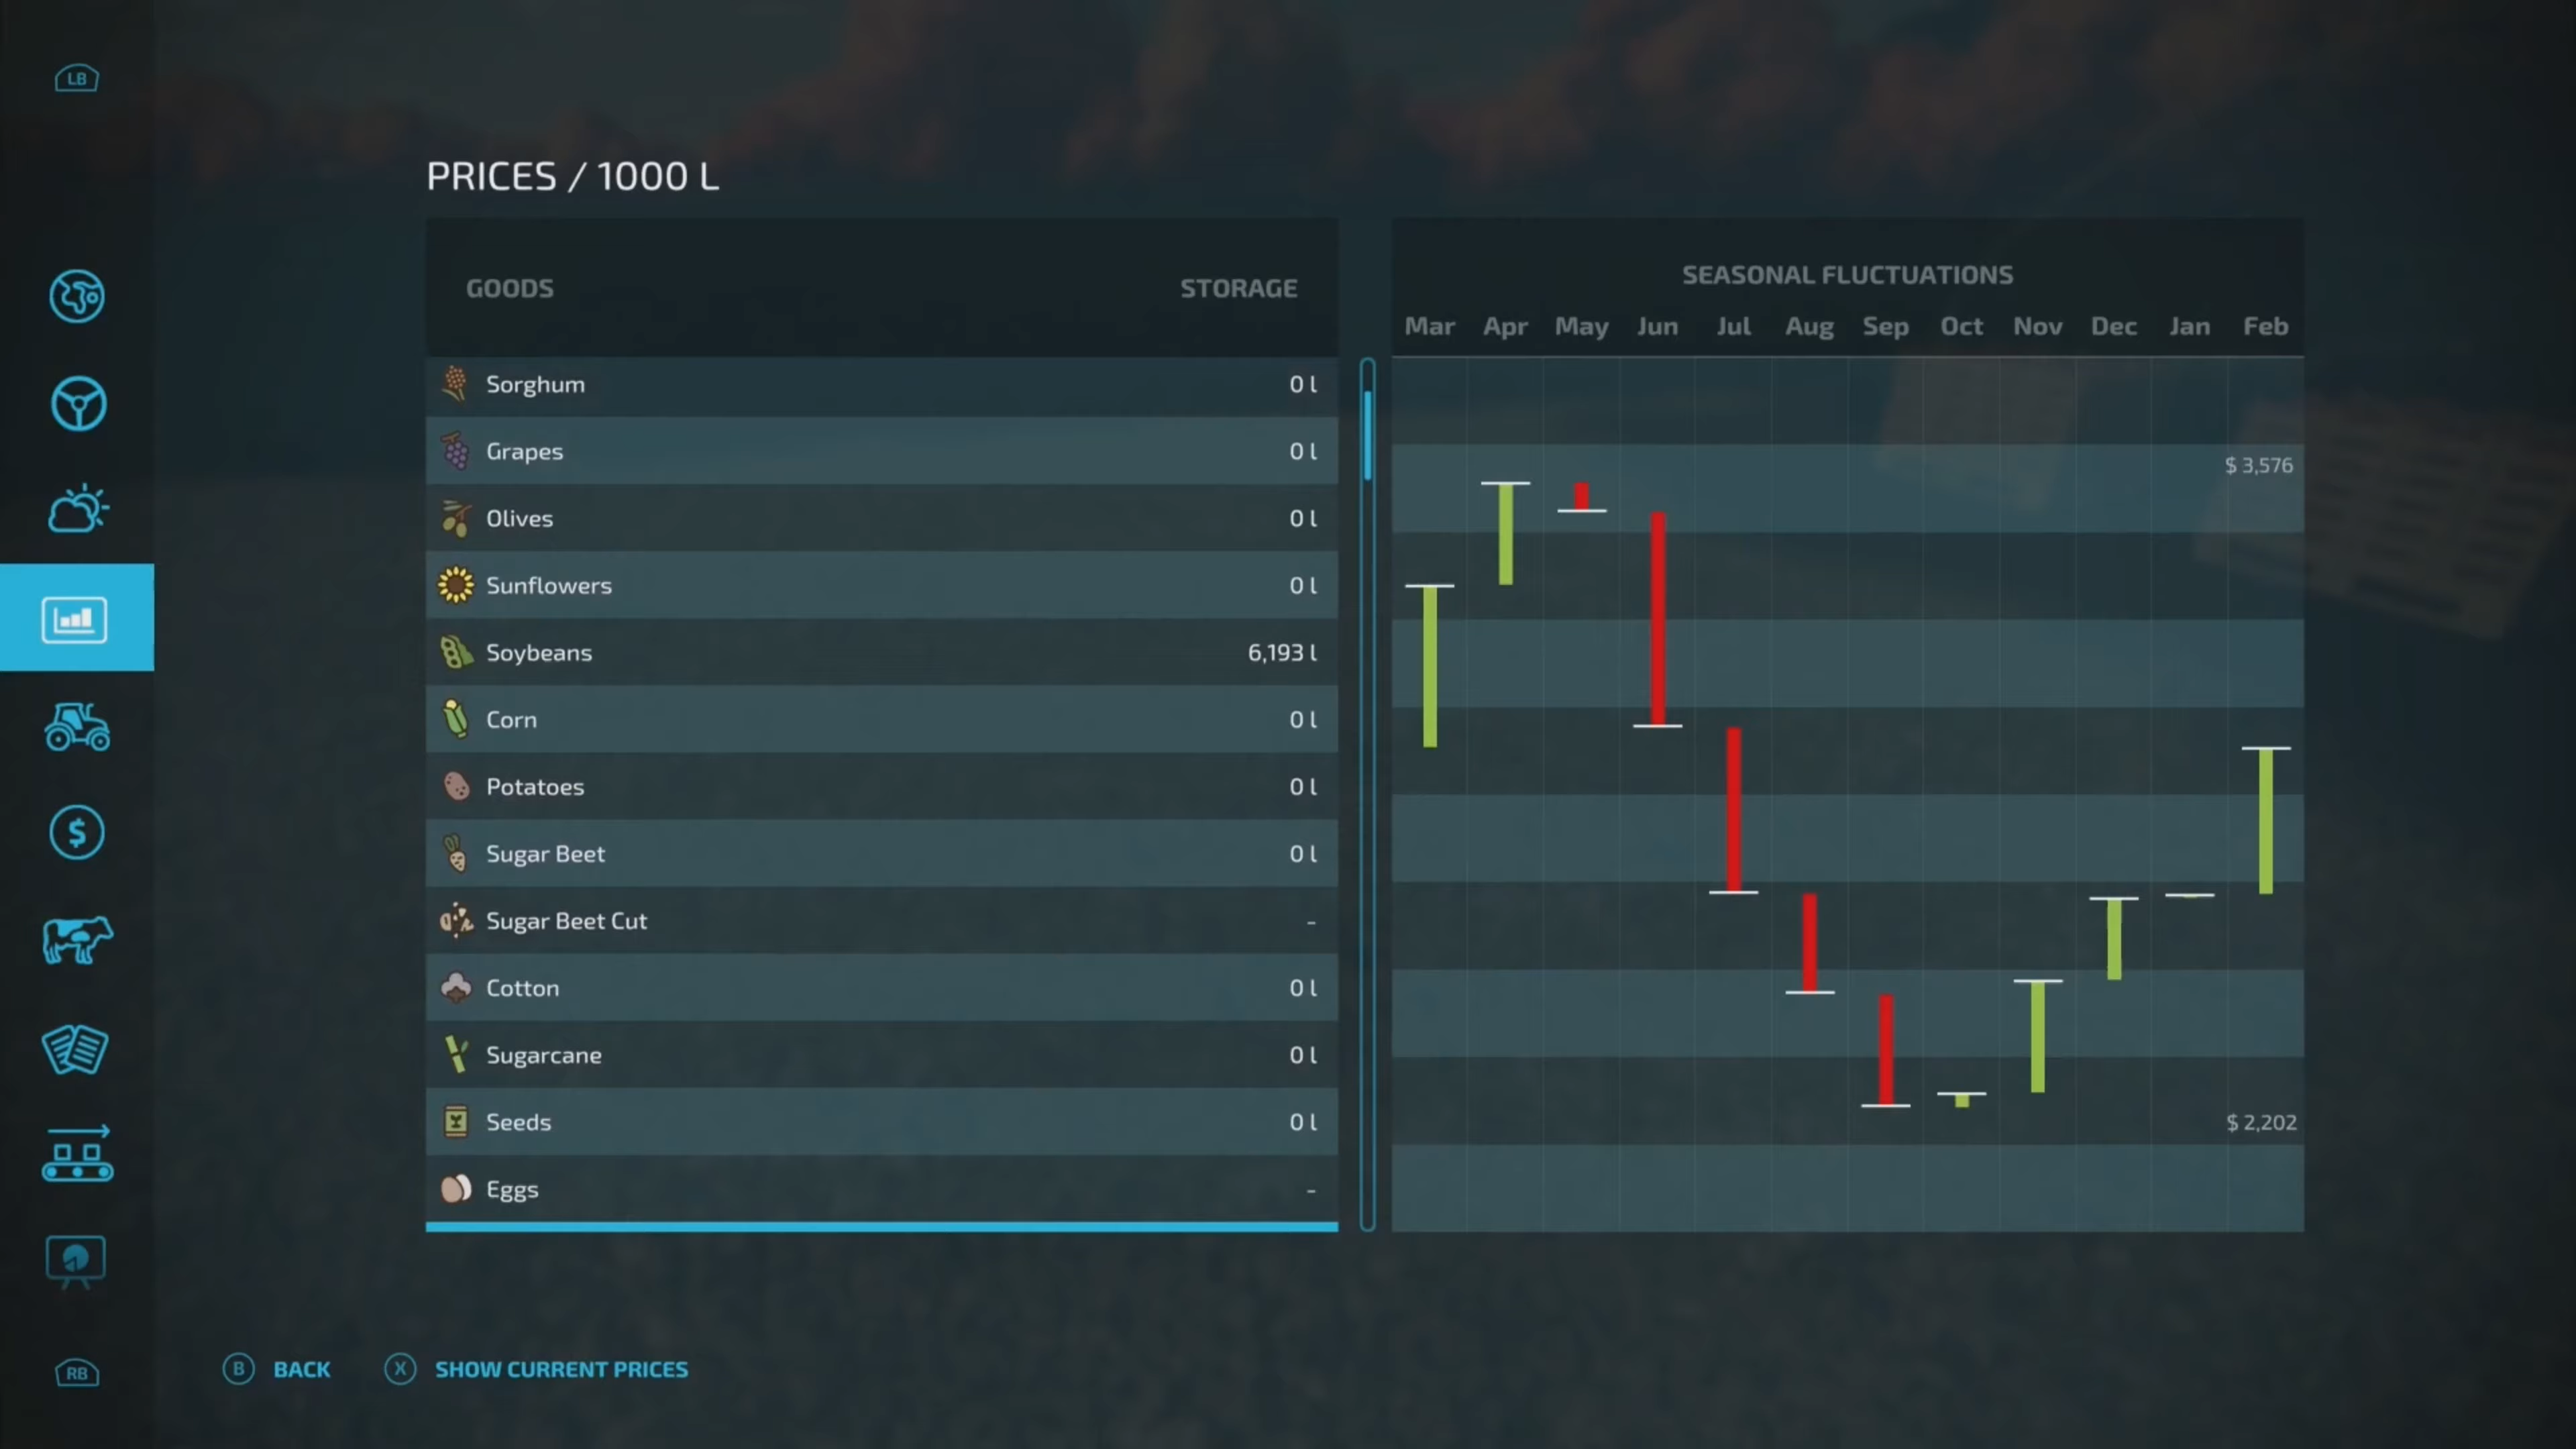 LB
PRICES / 1000 L
GOODS STORAGE
SEASONAL FLUCTUATIONS
Mar Apr May Jun Jul Aug Sep Oct Nov Dec Jan Feb
Sorghum 0 l
Grapes 0 l
Olives 0 l
Sunflowers 0 l
Soybeans 6,193 l
Corn 0 l
Potatoes 0 l
Sugar Beet 0 l
Sugar Beet Cut -
Cotton 0 l
Sugarcane 0 l
Seeds 0 l
Eggs -
$ 3,576
$ 2,202
$
RB
B BACK X SHOW CURRENT PRICES